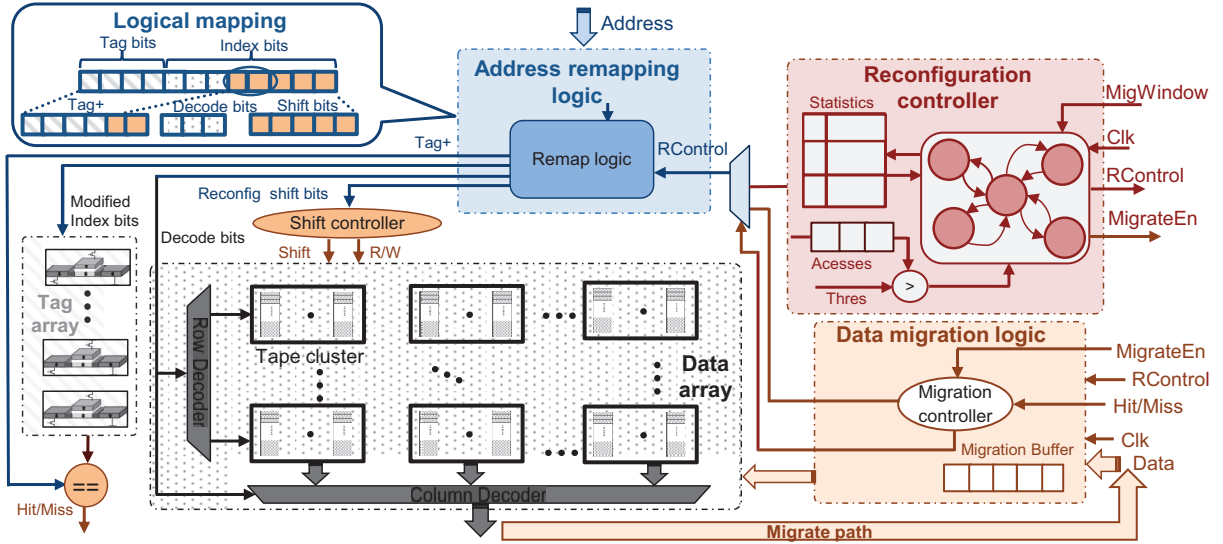 Logical mapping
Tag bits
Index bits
Tag+
Decode bits
Shift bits
Address
Address remapping
logic
Remap logic
RControl
Tag+
Reconfig shift bits
Modified
Index bits
Shift controller
Decode bits
Shift
R/W
Tag
array
Row Decoder
Tape cluster
Data
array
Column Decoder
==
Hit/Miss
Reconfiguration
controller
Statistics
MigWindow
Clk
RControl
MigrateEn
Acesses
Thres
>
Data migration logic
Migration
controller
MigrateEn
RControl
Hit/Miss
Clk
Migration Buffer
Data
Migrate path